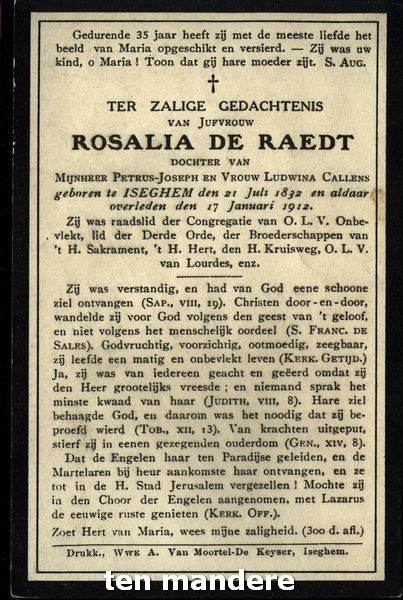 Gedurende 35 jaar heeft zij met de meeste liefde het
beeld van Maria opgeschikt en versierd. — Zij was uw
kind, o Maria! Toon dat gij hare moeder zijt. S. Aug.
TER ZALIGE GEDACHTENIS
VAN JUFVROUW
ROSALIA DE RAEDT
DOCHTER VAN
MIJNHEER PETRUS-JOSEPH EN VROUW LUDWINA CALLENS
geboren te ISEGHEM den 21 Juli 1832 en aldaar
overleden den 17 Januari 1912.
Zij was raadslid der Congregatie van O. L. V. Onbe-
vlekt, lid der Derde Orde, der Broederschappen van
't H. Sakrament, 't H. Hert, den H. Kruisweg, O. L. V.
van Lourdes, enz.
Zij was verstandig, en had van God eene schoone
ziel ontvangen (SAP., VIII, 19). Christen door-en-door,
wandelde zij voor God volgens den geest van 't geloof,
en niet volgens het menschelijk oordeel (S. FRANC. DE
SALES). Godvruchtig, voorzichtig, ootmoedig, zeegbaar,
zij leefde een matig en onbevlekt leven (KERK. GETIJD.)
Ja, zij was van iedereen geacht en geëerd omdat zij
den Heer grootelijks vreesde; en niemand sprak het
minste kwaad van haar (JUDITH, VIII, 8). Hare ziel
behaagde God, en daarom was het noodig dat zij be-
proefd wierd (TOB., XII, 13). Van krachten uitgeput,
stierf zij in eenen gezegenden ouderdom (GEN., XIV, 8).
Dat de Engelen haar ten Paradijse geleiden, en de
Martelaren bij heur aankomste haar ontvangen, en ze
tot in de H. Stad Jerusalem vergezellen! Mochte zij
in den Choor der Engelen aangenomen, met Lazarus
de eeuwige ruste genieten (KERK. OFF.).
Zoet Hert van Maria, wees mijne zaligheid. (300 d. afl.)
Drukk., Wwe A. Van Moortel-De Keyser, Iseghem.
ten mandere